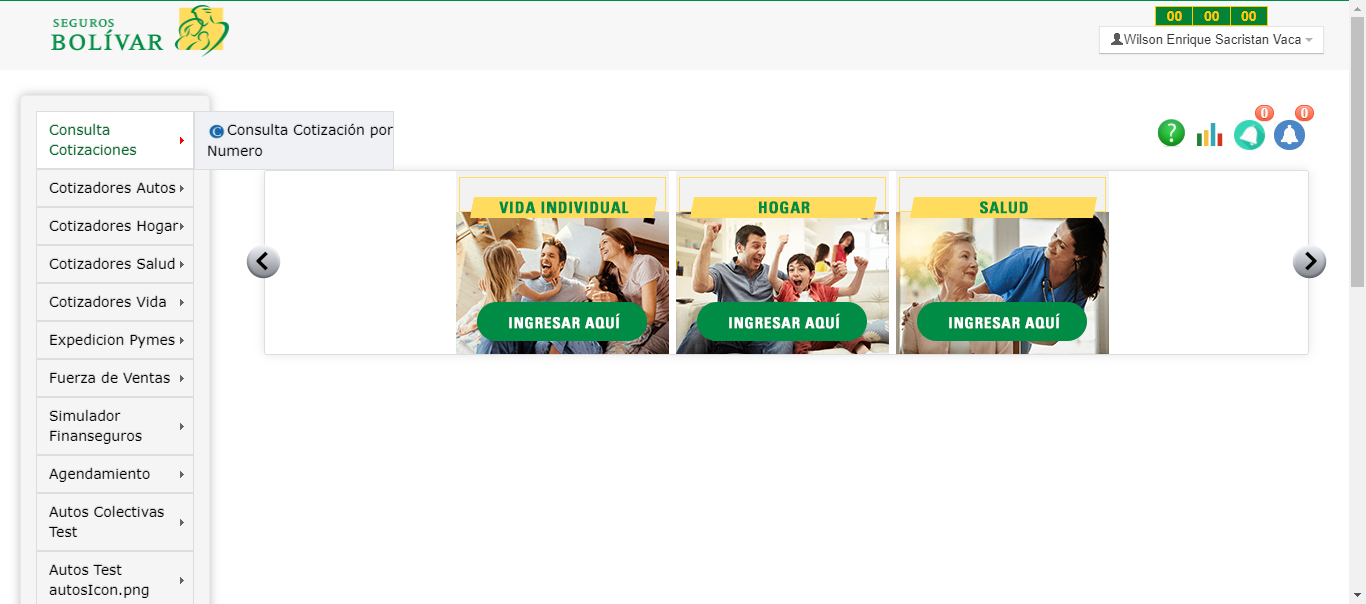 SEGUROS
BOLÍVAR
00 00 00
Wilson Enrique Sacristan Vaca
Consulta
Cotizaciones
Consulta Cotización por
Numero
?
0
0
Cotizadores Autos
Cotizadores Hogar
Cotizadores Salud
Cotizadores Vida
Expedicion Pymes
Fuerza de Ventas
Simulador
Finanseguros
Agendamiento
Autos Colectivas
Test
Autos Test
autosIcon.png
VIDA INDIVIDUAL
INGRESAR AQUÍ
HOGAR
INGRESAR AQUÍ
SALUD
INGRESAR AQUÍ